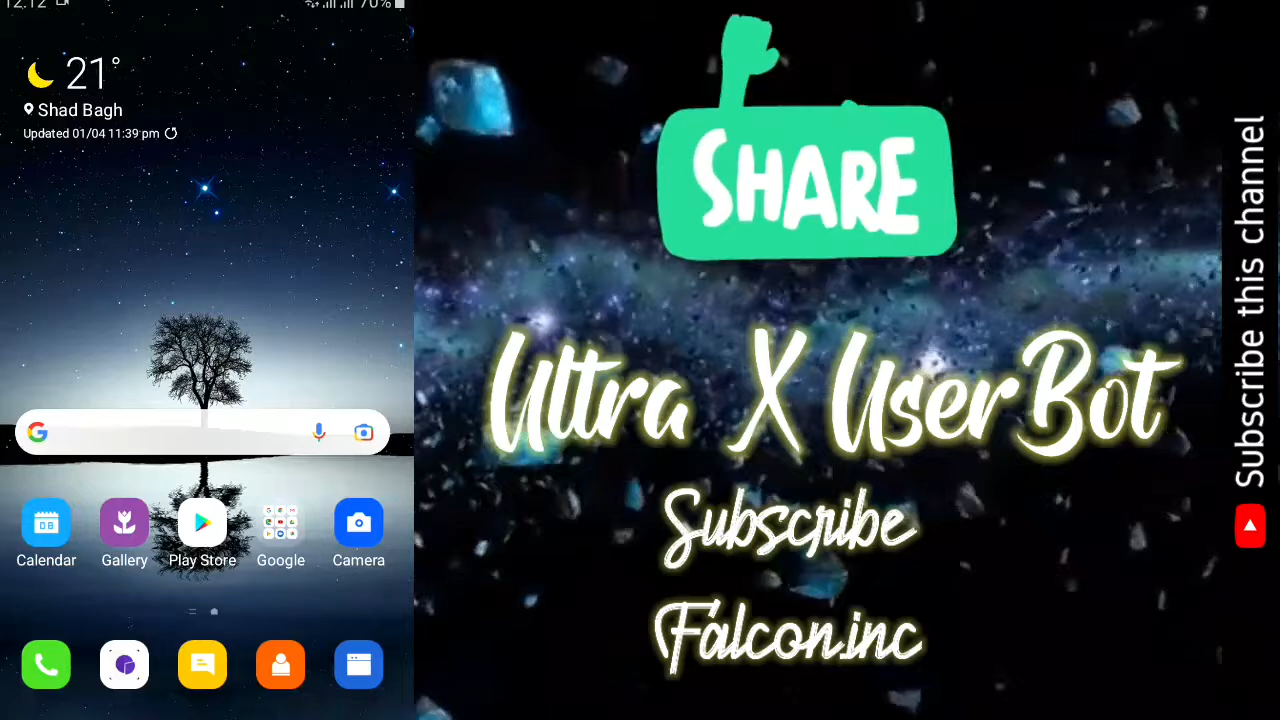 12:12
70%
21°
Shad Bagh
Updated 01/04 11:39 pm
G
08
Calendar
Gallery
Play Store
Google
Camera
SHARE
Ultra X UserBot
Subscribe
Falcon.inc
Subscribe this channel